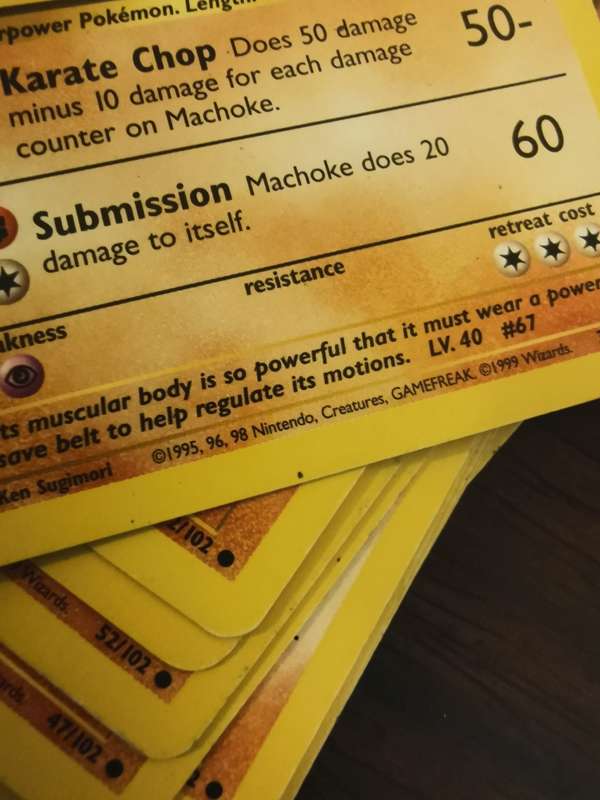 Pokémon.
Karate Chop Does 50 damage
minus 10 damage for each damage
counter on Machoke.
50-
Submission Machoke does 20
damage to itself.
60
resistance
retreat cost
muscular body is so powerful that it must wear a power
save belt to help regulate its motions. LV. 40 #67
Ken Sugimori
©1995, 96, 98 Nintendo, Creatures, GAMEFREAK. ©1999 Wizards.
/102
Wizards.
52/102
47/102